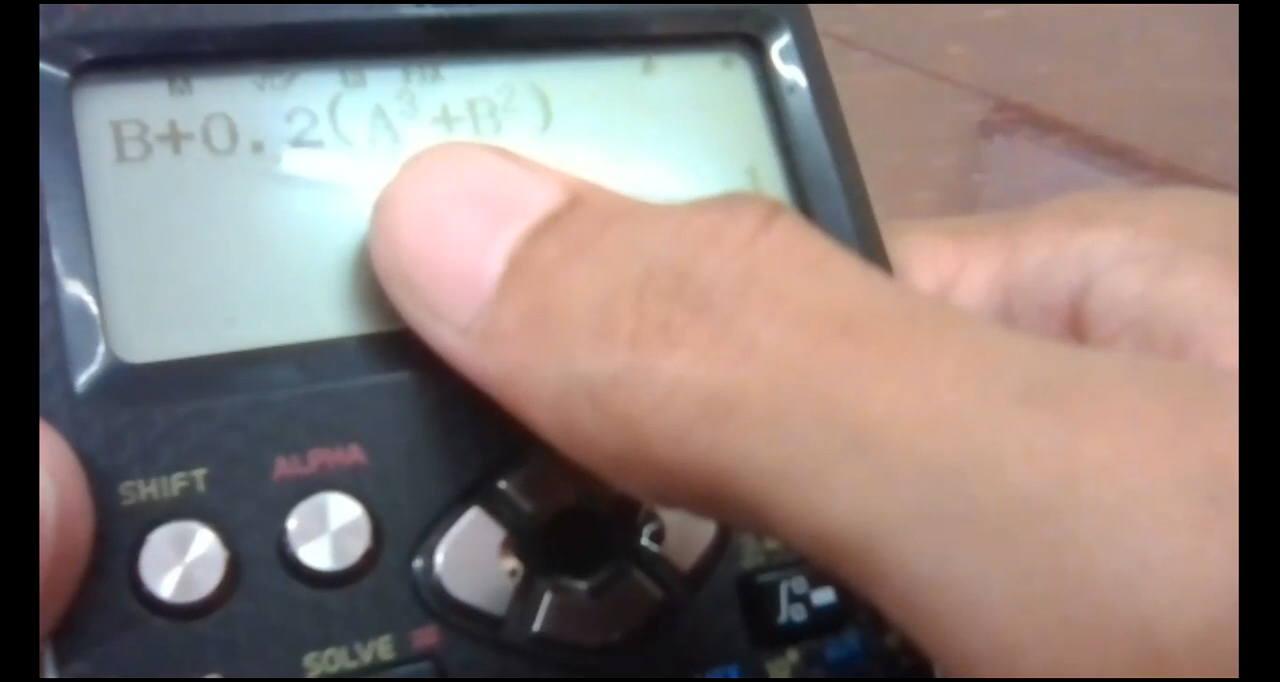 B+0.2(A³+B²)
SHIFT
ALPHA
SOLVE =